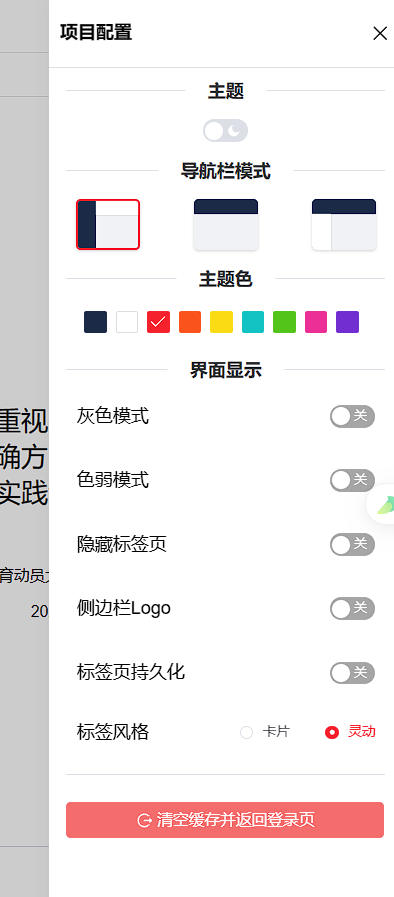 项目配置
主题
导航栏模式
主题色
界面显示
灰色模式 关
色弱模式 关
隐藏标签页 关
侧边栏Logo 关
标签页持久化 关
标签风格 卡片 灵动
清空缓存并返回登录页
重视
确方
实践
育动员
20